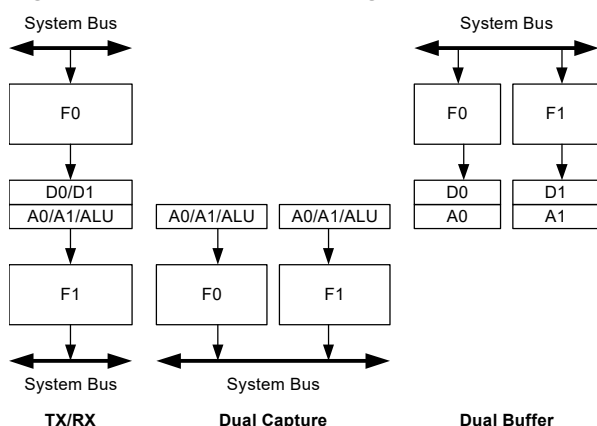 System Bus
System Bus
F0
F0
F1
D0/D1
D0
D1
A0/A1/ALU
A0/A1/ALU
A0/A1/ALU
A0
A1
F1
F0
F1
System Bus
System Bus
TX/RX
Dual Capture
Dual Buffer